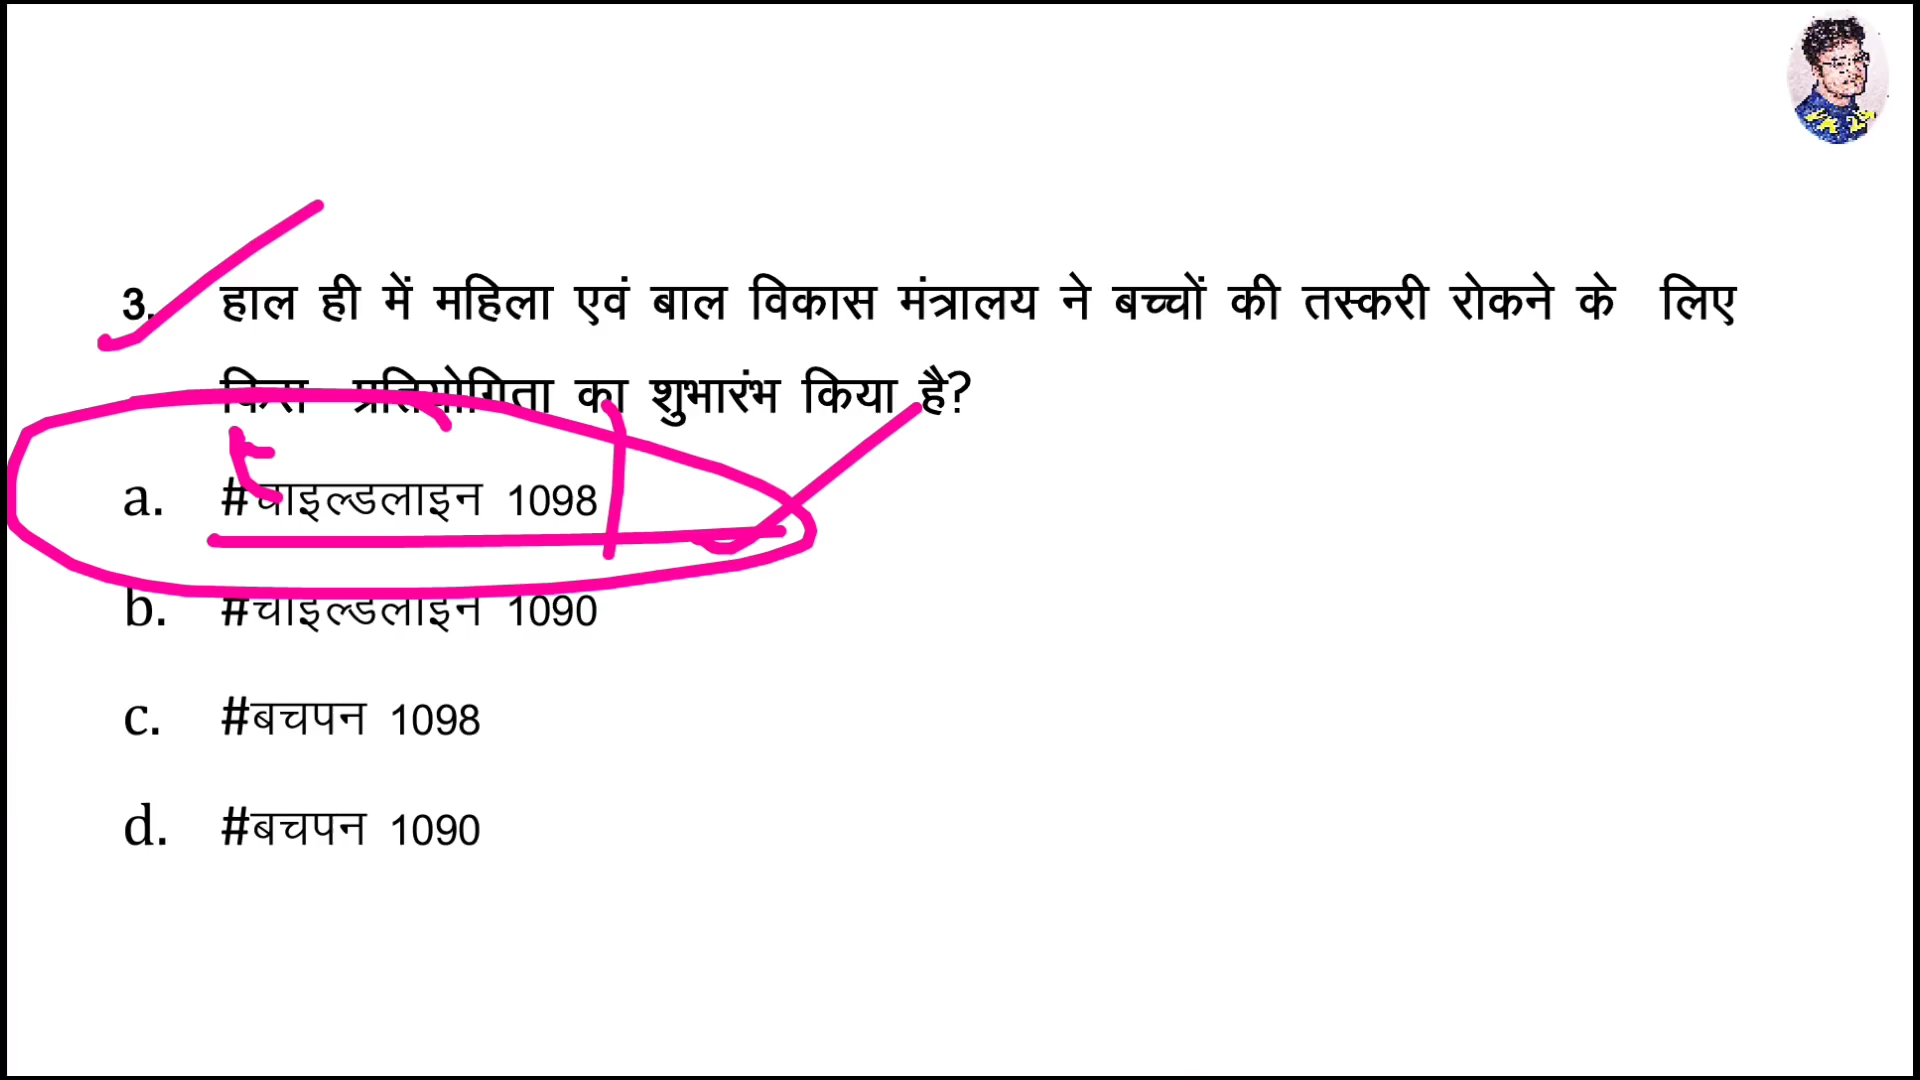 3. हाल ही में महिला एवं बाल विकास मंत्रालय ने बच्चों की तस्करी रोकने के लिए
किस प्रतियोगिता का शुभारंभ किया है?
a. #चाइल्डलाइन 1098
b. #चाइल्डलाइन 1090
c. #बचपन 1098
d. #बचपन 1090